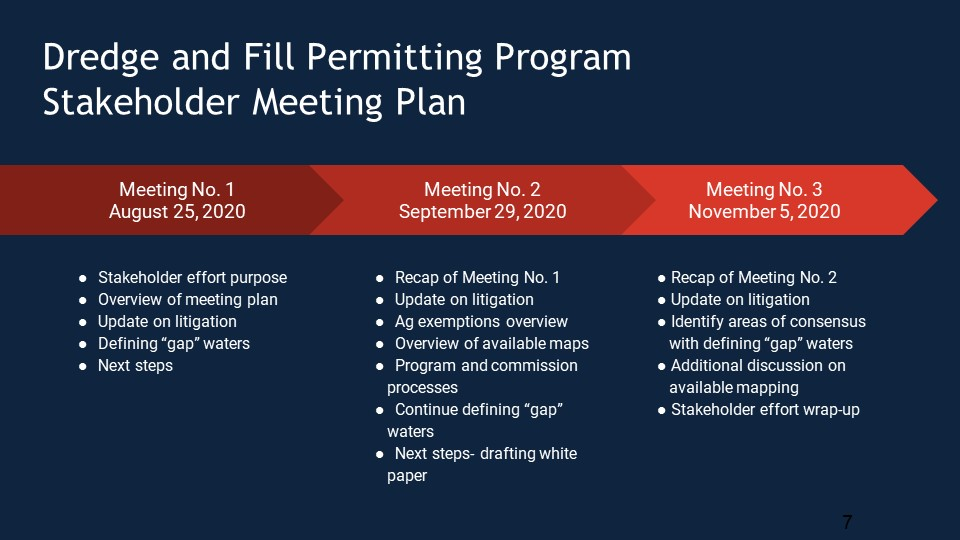 Dredge and Fill Permitting Program
Stakeholder Meeting Plan
Meeting No. 1
August 25, 2020
Meeting No. 2
September 29, 2020
Meeting No. 3
November 5, 2020
● Stakeholder effort purpose
● Overview of meeting plan
● Update on litigation
● Defining “gap” waters
● Next steps
● Recap of Meeting No. 1
● Update on litigation
● Ag exemptions overview
● Overview of available maps
● Program and commission
processes
● Continue defining “gap”
waters
● Next steps- drafting white
paper
● Recap of Meeting No. 2
● Update on litigation
● Identify areas of consensus
with defining “gap” waters
● Additional discussion on
available mapping
● Stakeholder effort wrap-up
7